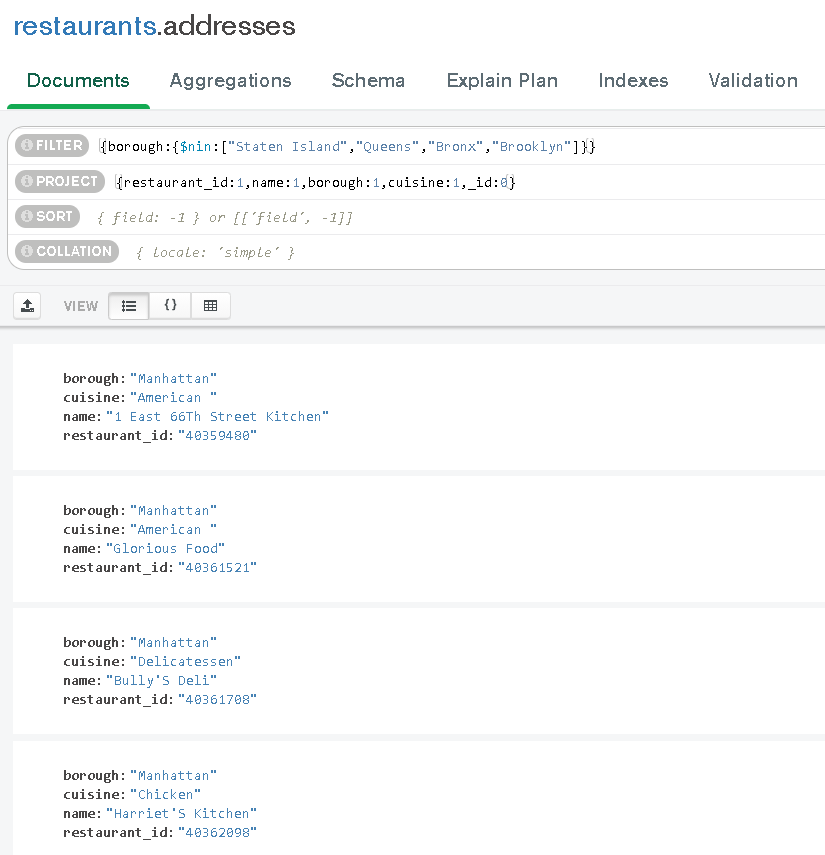 restaurants.addresses
Documents Aggregations Schema Explain Plan Indexes Validation
FILTER {borough:{$nin:["Staten Island","Queens","Bronx","Brooklyn"]}}
PROJECT {restaurant_id:1,name:1,borough:1,cuisine:1,_id:0}
SORT { field: -1 } or [['field', -1]]
COLLATION { locale: 'simple' }
VIEW {}
borough: "Manhattan"
cuisine: "American "
name: "1 East 66Th Street Kitchen"
restaurant_id: "40359480"
borough: "Manhattan"
cuisine: "American "
name: "Glorious Food"
restaurant_id: "40361521"
borough: "Manhattan"
cuisine: "Delicatessen"
name: "Bully'S Deli"
restaurant_id: "40361708"
borough: "Manhattan"
cuisine: "Chicken"
name: "Harriet'S Kitchen"
restaurant_id: "40362098"